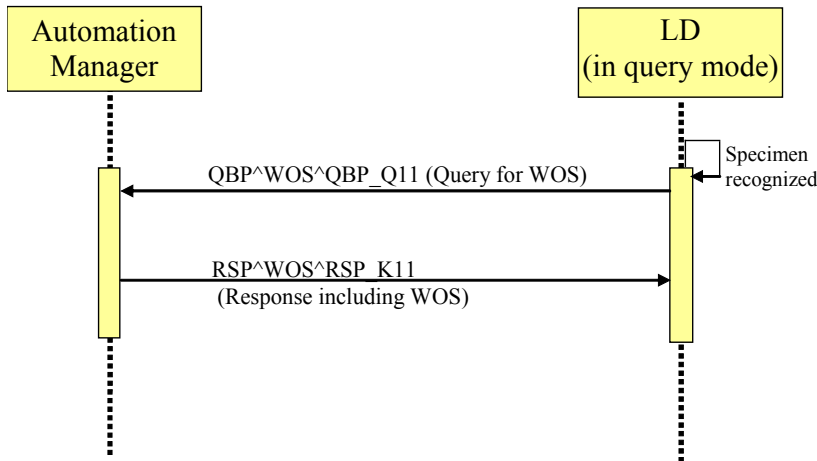 Automation
Manager
LD
(in query mode)
Specimen
recognized
QBP^WOS^QBP_Q11 (Query for WOS)
RSP^WOS^RSP_K11
(Response including WOS)